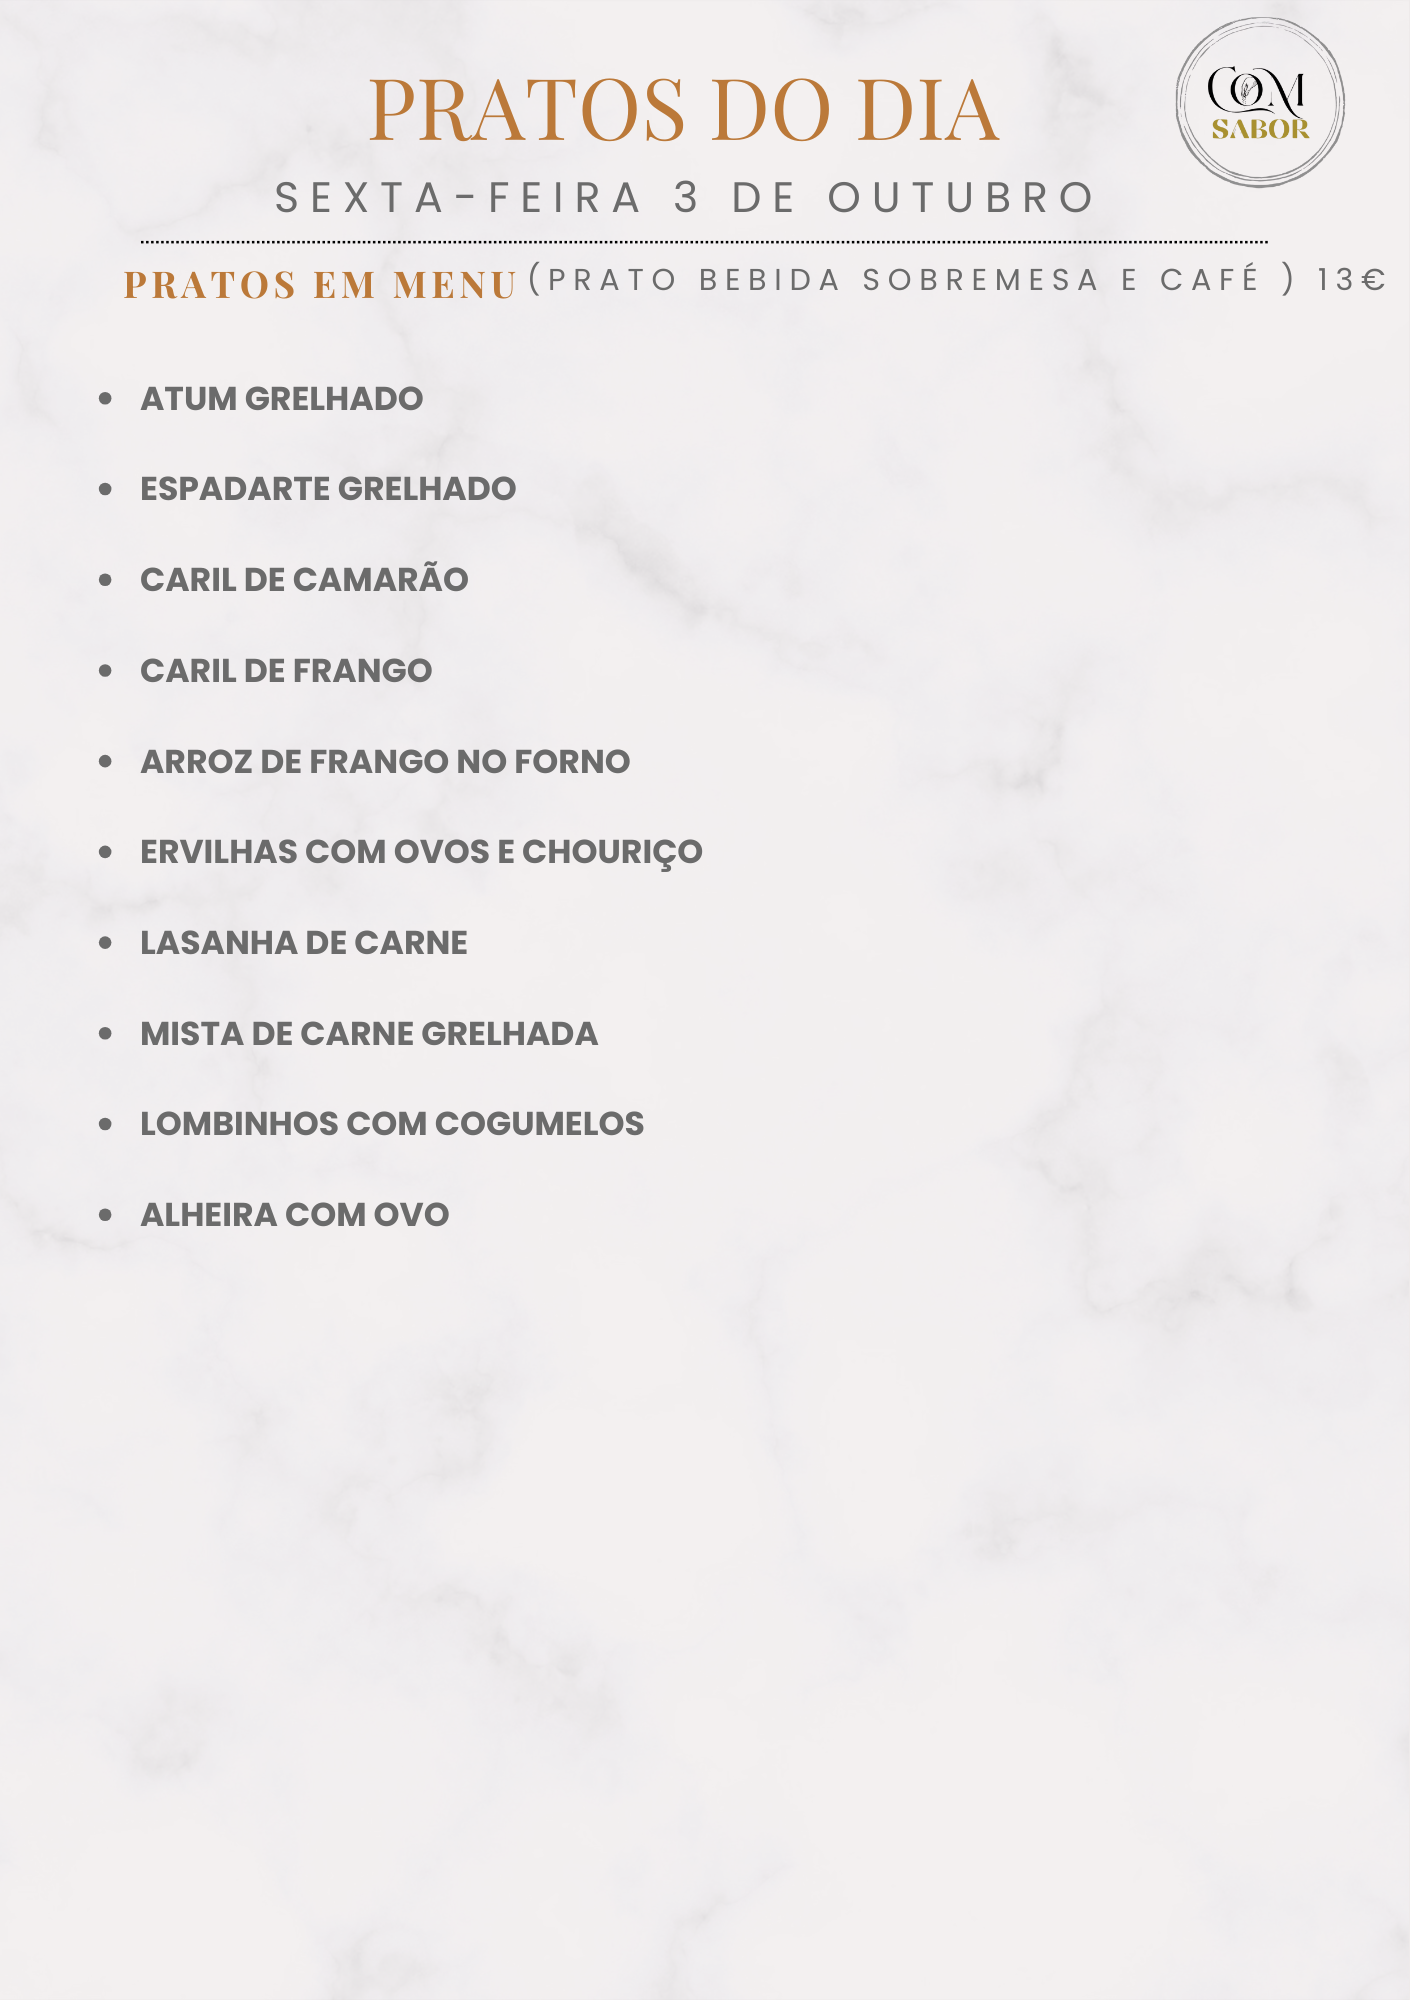 COM
SABOR
PRATOS DO DIA
SEXTA-FEIRA 3 DE OUTUBRO
PRATOS EM MENU (PRATO BEBIDA SOBREMESA E CAFÉ ) 13€
• ATUM GRELHADO
• ESPADARTE GRELHADO
• CARIL DE CAMARÃO
• CARIL DE FRANGO
• ARROZ DE FRANGO NO FORNO
• ERVILHAS COM OVOS E CHOURIÇO
• LASANHA DE CARNE
• MISTA DE CARNE GRELHADA
• LOMBINHOS COM COGUMELOS
• ALHEIRA COM OVO